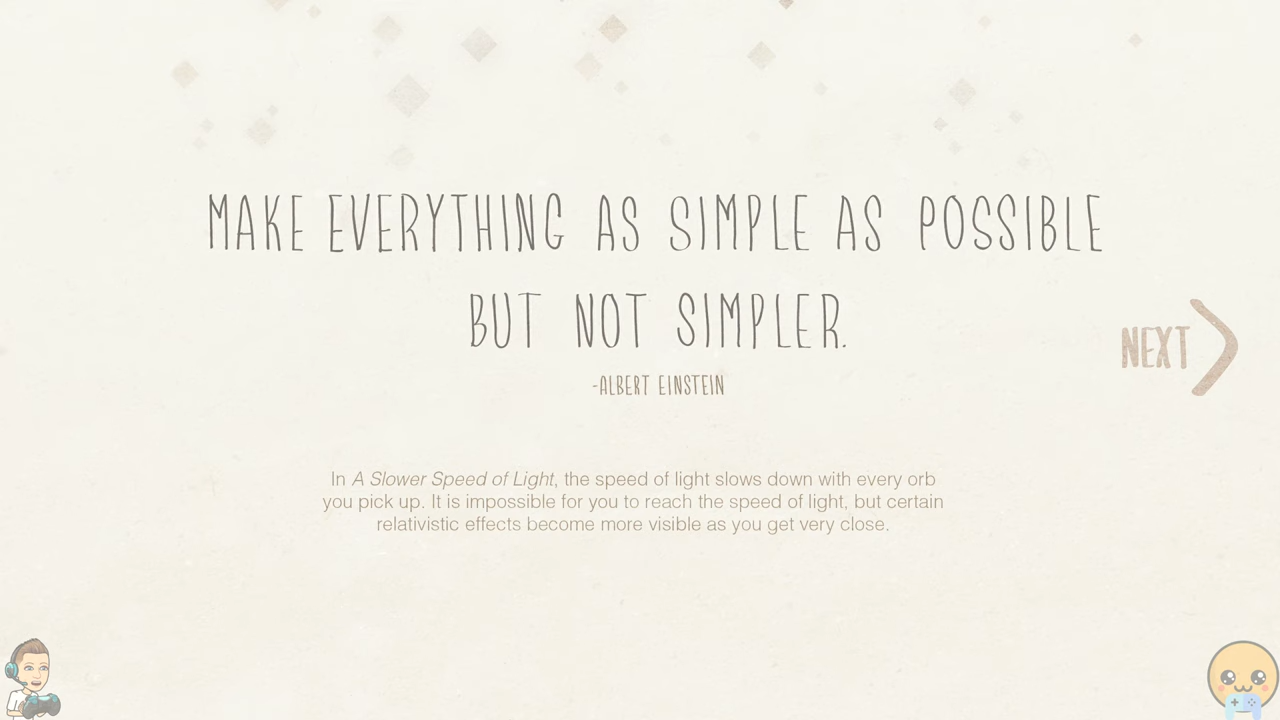 MAKE EVERYTHING AS SIMPLE AS POSSIBLE
BUT NOT SIMPLER.
-ALBERT EINSTEIN
NEXT
In A Slower Speed of Light, the speed of light slows down with every orb
you pick up. It is impossible for you to reach the speed of light, but certain
relativistic effects become more visible as you get very close.